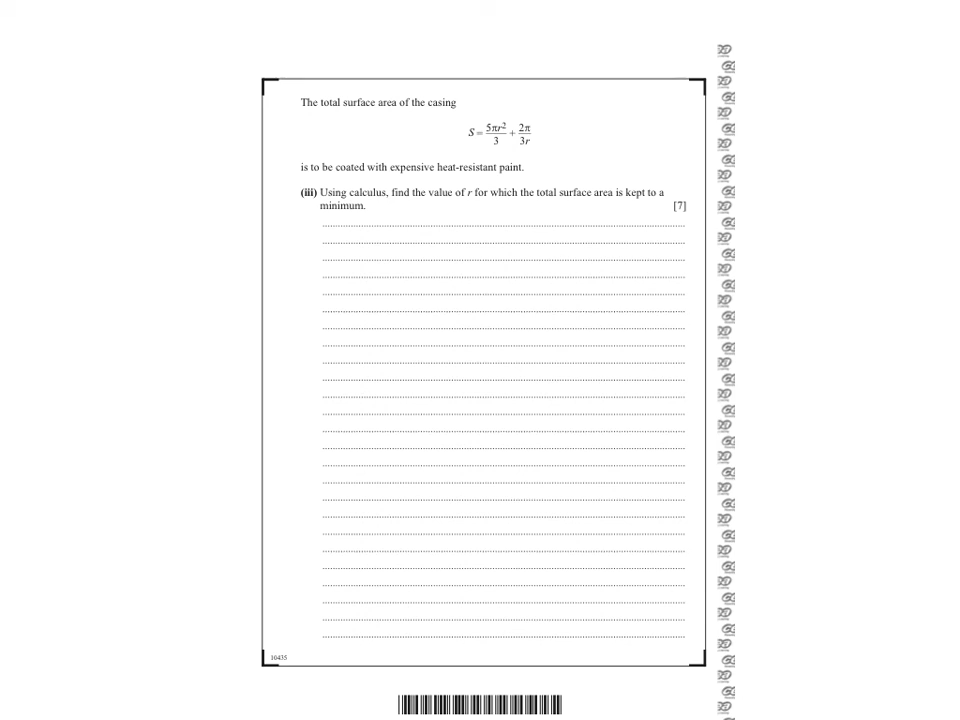 The total surface area of the casing
S = 5πr²/3 + 2π/3r
is to be coated with expensive heat-resistant paint.
(iii) Using calculus, find the value of r for which the total surface area is kept to a
minimum. [7]
10435